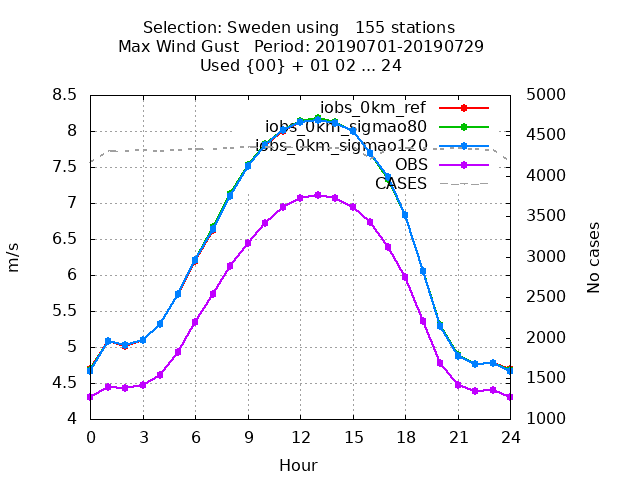 Selection: Sweden using   155 stations
Max Wind Gust   Period: 20190701-20190729
Used {00} + 01 02 ... 24
8.5
8
7.5
7
6.5
6
5.5
5
4.5
4
m/s
5000
4500
4000
3500
3000
2500
2000
1500
1000
No cases
iobs_0km_ref
iobs_0km_sigmao80
iobs_0km_sigmao120
OBS
CASES
0 3 6 9 12 15 18 21 24
Hour